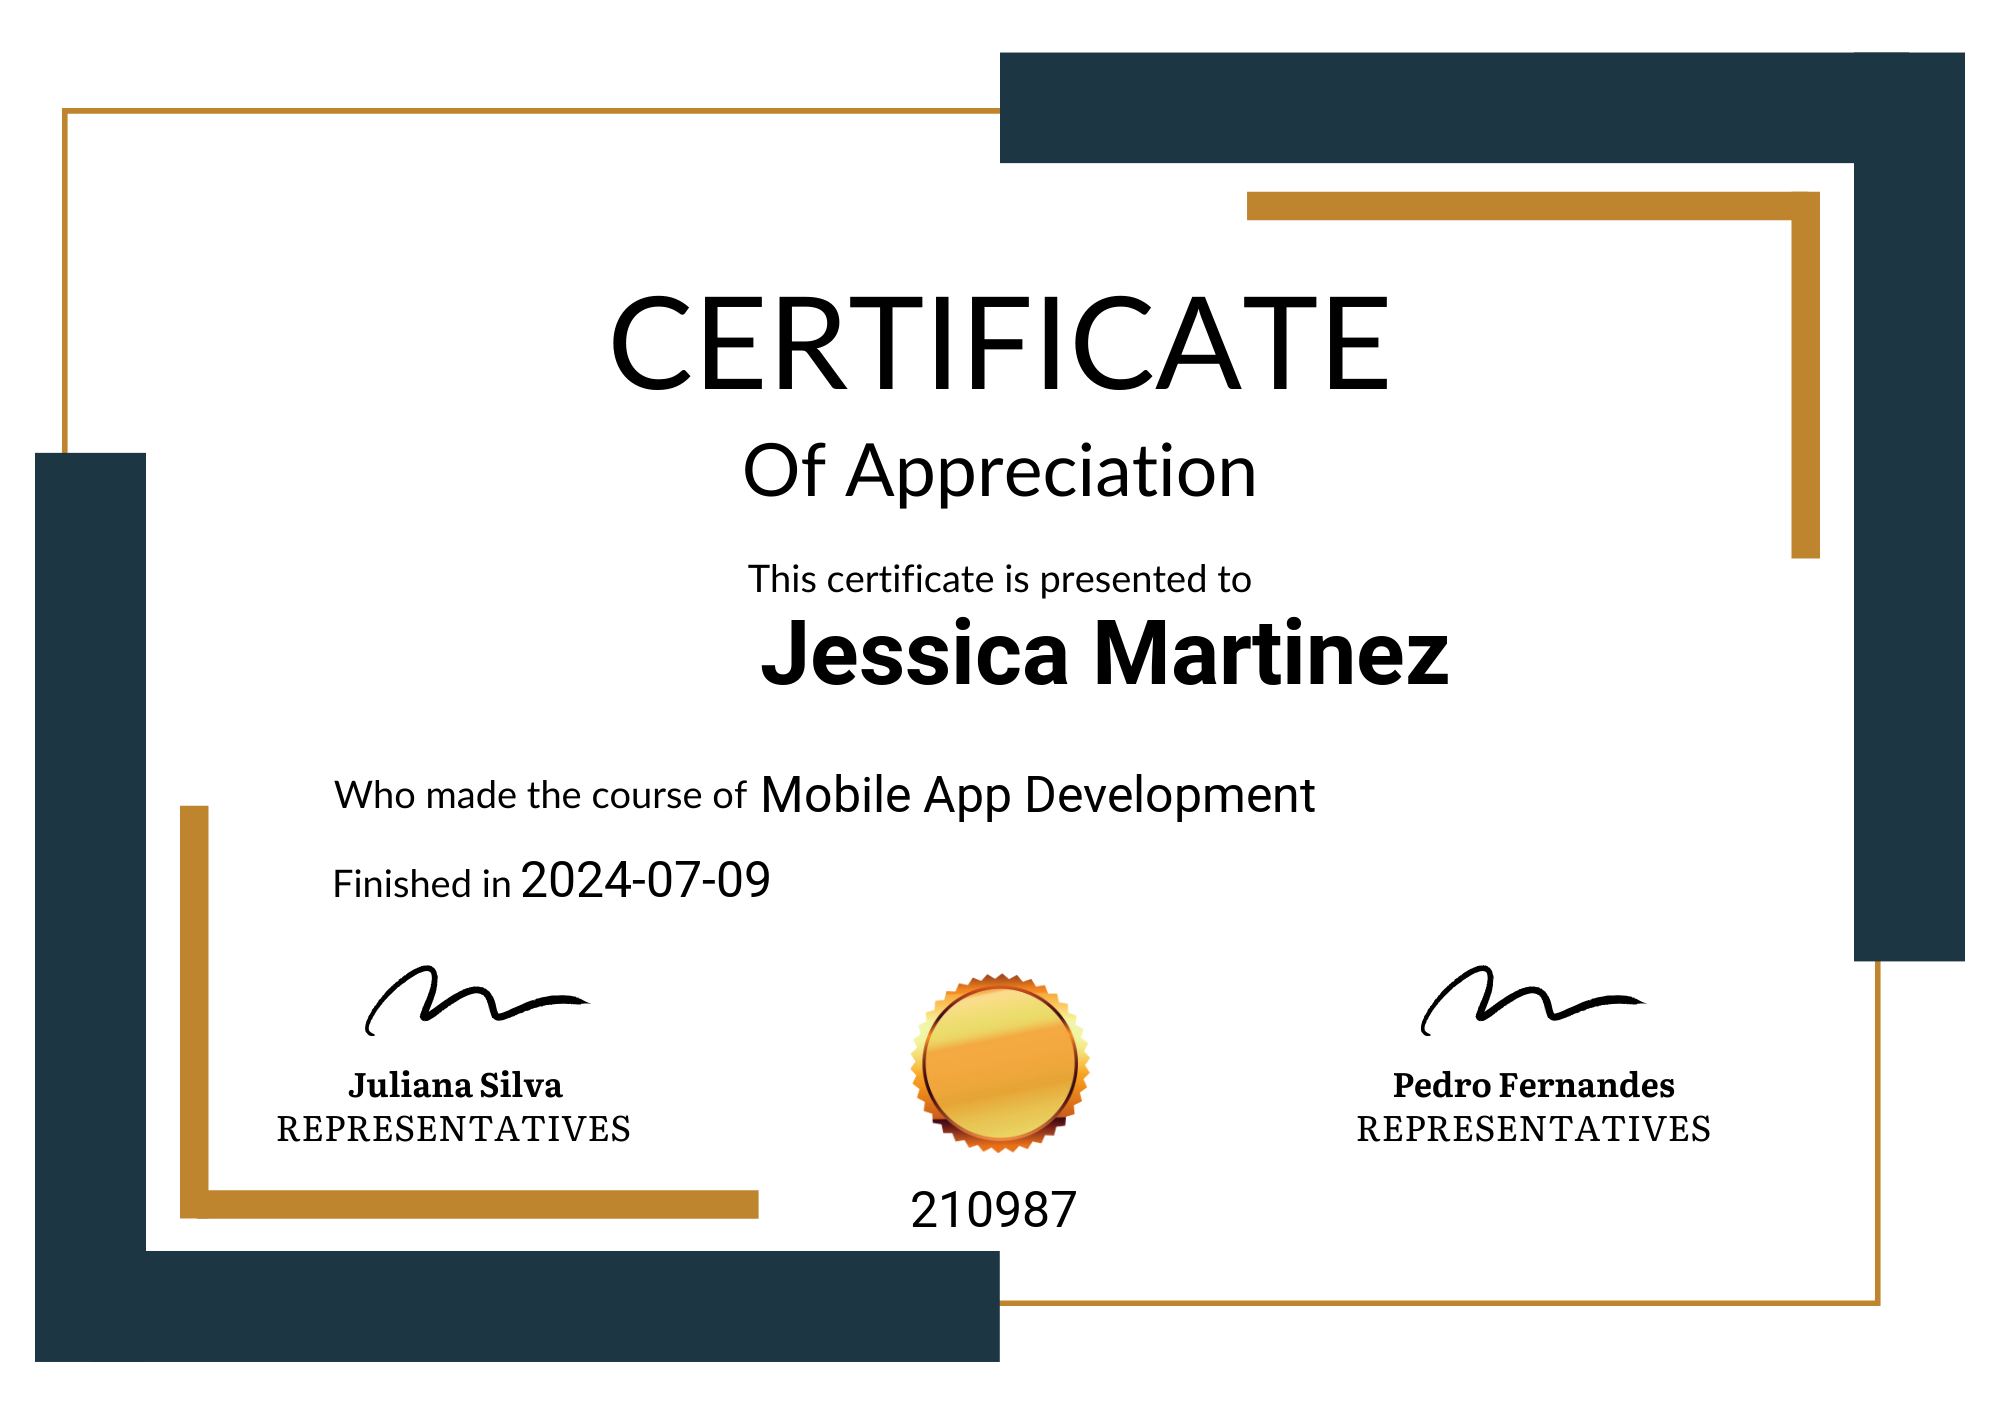 CERTIFICATE
Of Appreciation
This certificate is presented to
Jessica Martinez
Who made the course of Mobile App Development
Finished in 2024-07-09
Juliana Silva
REPRESENTATIVES
Pedro Fernandes
REPRESENTATIVES
210987